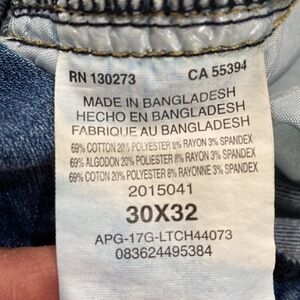 RN 130273 CA 55394
MADE IN BANGLADESH
HECHO EN BANGLADESH
FABRIQUE AU BANGLADESH
69% COTTON 20% POLYESTER 8% RAYON 3% SPANDEX
69% ALGODON 20% POLIESTER 8% RAYON 3% SPANDEX
69% COTON 20% POLYESTER 8% RAYONNE 3% SPANDEX
2015041
30X32
APG-17G-LTCH44073
083624495384